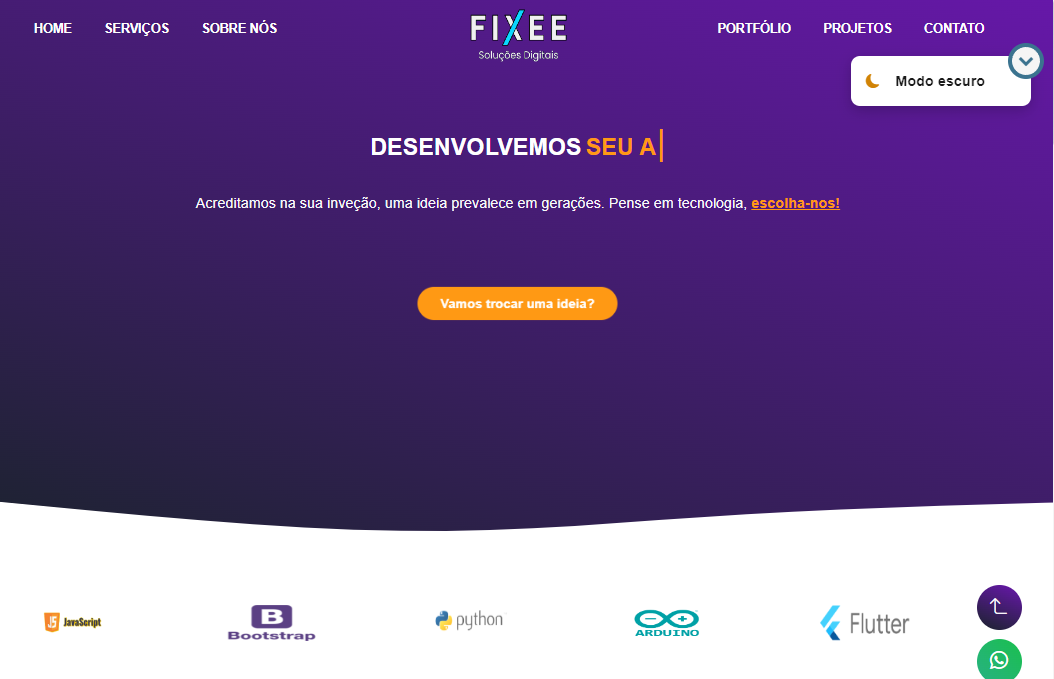 HOME SERVIÇOS SOBRE NÓS FIXEE PORTFÓLIO PROJETOS CONTATO
Soluções Digitais
Modo escuro
DESENVOLVEMOS SEU A
Acreditamos na sua inveção, uma ideia prevalece em gerações. Pense em tecnologia, escolha-nos!
Vamos trocar uma ideia?
JS JavaScript B Bootstrap python ARDUINO Flutter